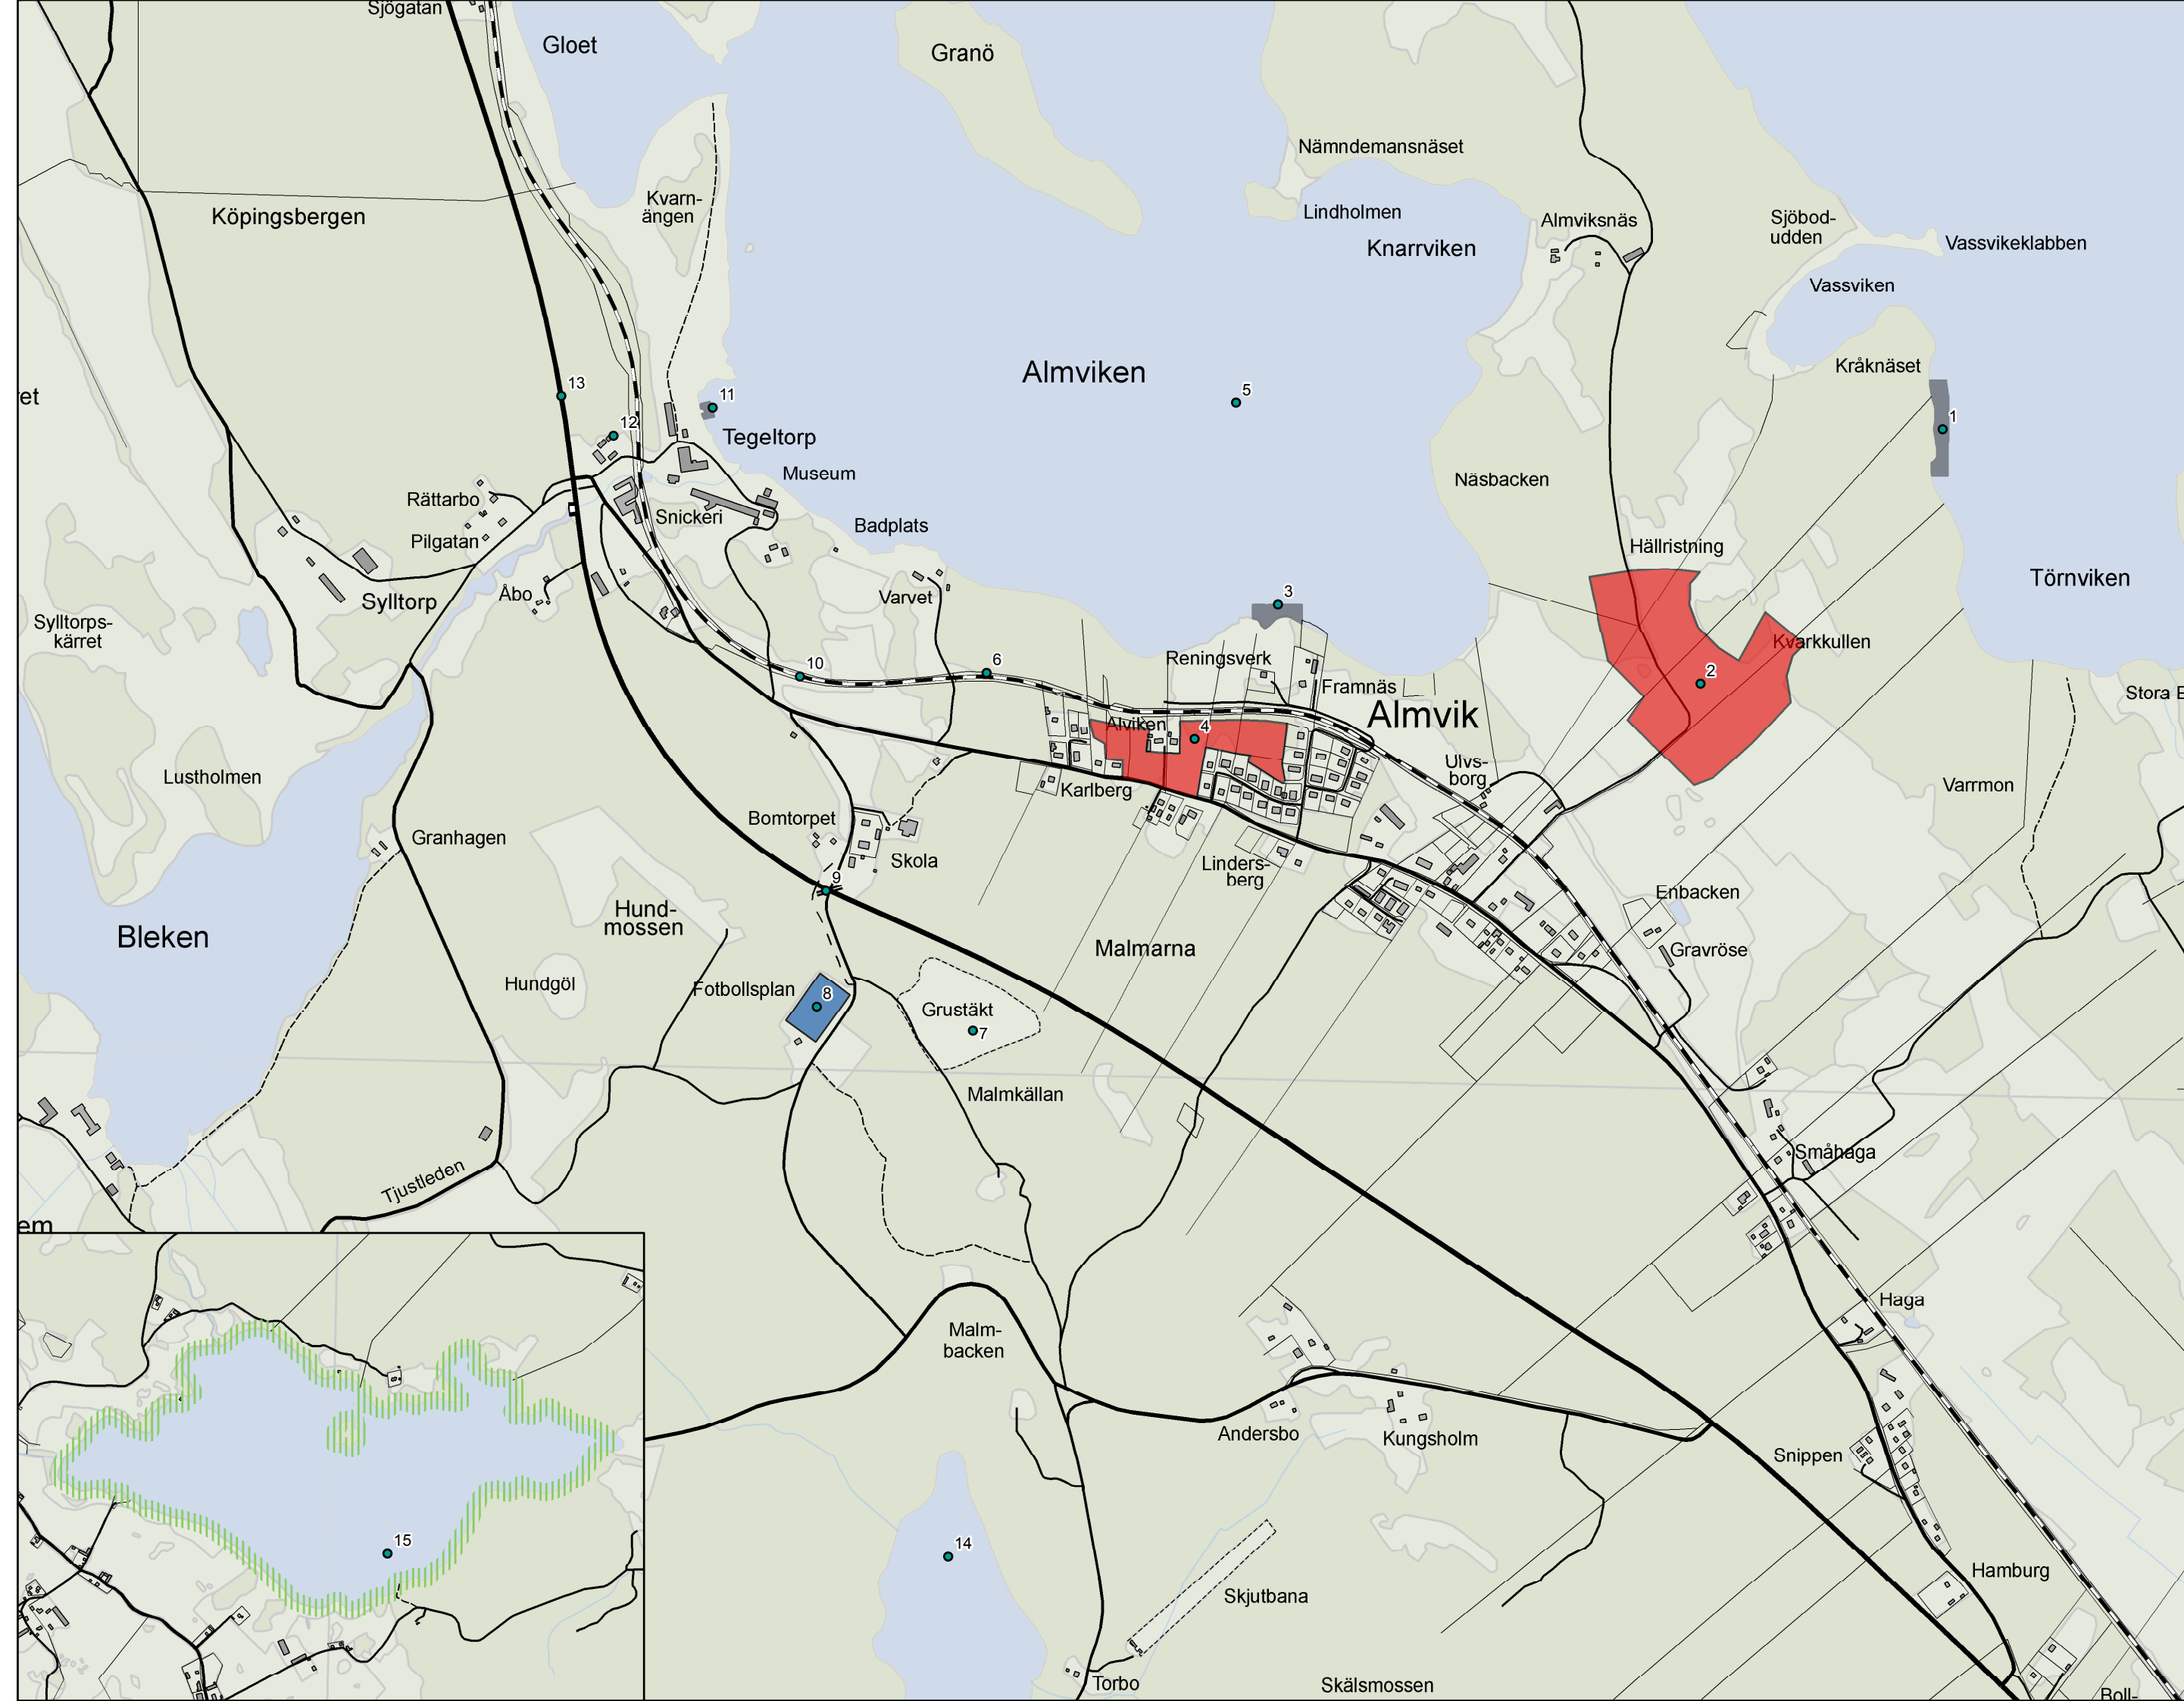 Sjögatan
Gloet
Granö
Nämndemansnäset
Kvarn-
ängen
Köpingsbergen
Lindholmen
Almviksnäs
Sjöbod-
udden
Vassvikeklabben
Knarrviken
Vassviken
Almviken
Kråknäset
13
5
11
et
1
12
Tegeltorp
Museum
Näsbacken
Rättarbo
Snickeri
Badplats
Pilgatan
Hällristning
Törnviken
Åbo
Varvet
3
Sylltorp
Sylltorps-
kärret
Kvarkkullen
Reningsverk
6
10
2
Framnäs
Stora E
Almvik
Alviken
4
Lustholmen
Ulvs-
borg
Karlberg
Varrmon
Bomtorpet
Granhagen
Skola
Linders-
berg
9
Enbacken
Hund-
mossen
Bleken
Malmarna
Gravröse
Hundgöl
Fotbollsplan
8
Grustäkt
7
Malmkällan
Småhaga
Tjustleden
em
Haga
Malm-
backen
Andersbo
Kungsholm
Snippen
15
14
Hamburg
Skjutbana
Torbo
Skälsmossen
Boll-